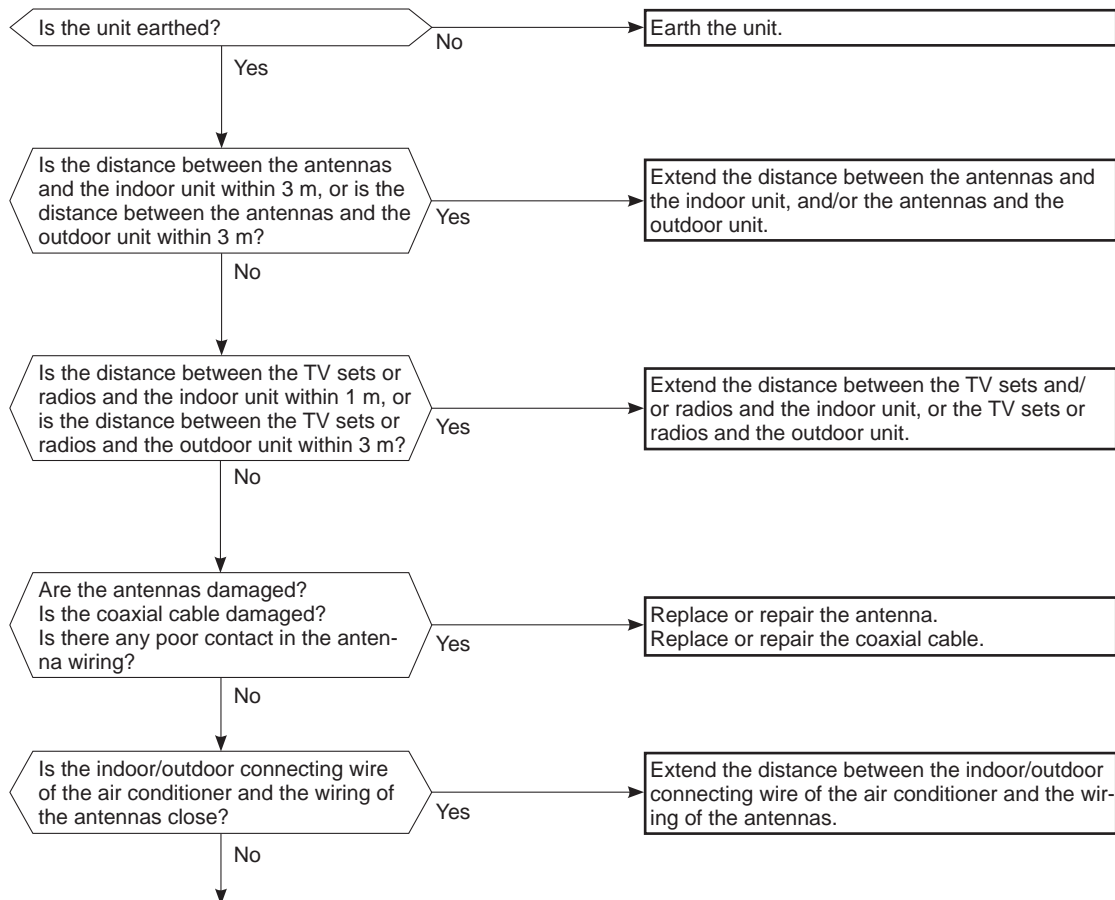 Is the unit earthed?
No
Earth the unit.
Yes
Is the distance between the antennas
and the indoor unit within 3 m, or is the
distance between the antennas and the
outdoor unit within 3 m?
Yes
Extend the distance between the antennas and
the indoor unit, and/or the antennas and the
outdoor unit.
No
Is the distance between the TV sets or
radios and the indoor unit within 1 m, or
is the distance between the TV sets or
radios and the outdoor unit within 3 m?
Yes
Extend the distance between the TV sets and/
or radios and the indoor unit, or the TV sets or
radios and the outdoor unit.
No
Are the antennas damaged?
Is the coaxial cable damaged?
Is there any poor contact in the anten-
na wiring?
Yes
Replace or repair the antenna.
Replace or repair the coaxial cable.
No
Is the indoor/outdoor connecting wire
of the air conditioner and the wiring of
the antennas close?
Yes
Extend the distance between the indoor/outdoor
connecting wire of the air conditioner and the wir-
ing of the antennas.
No